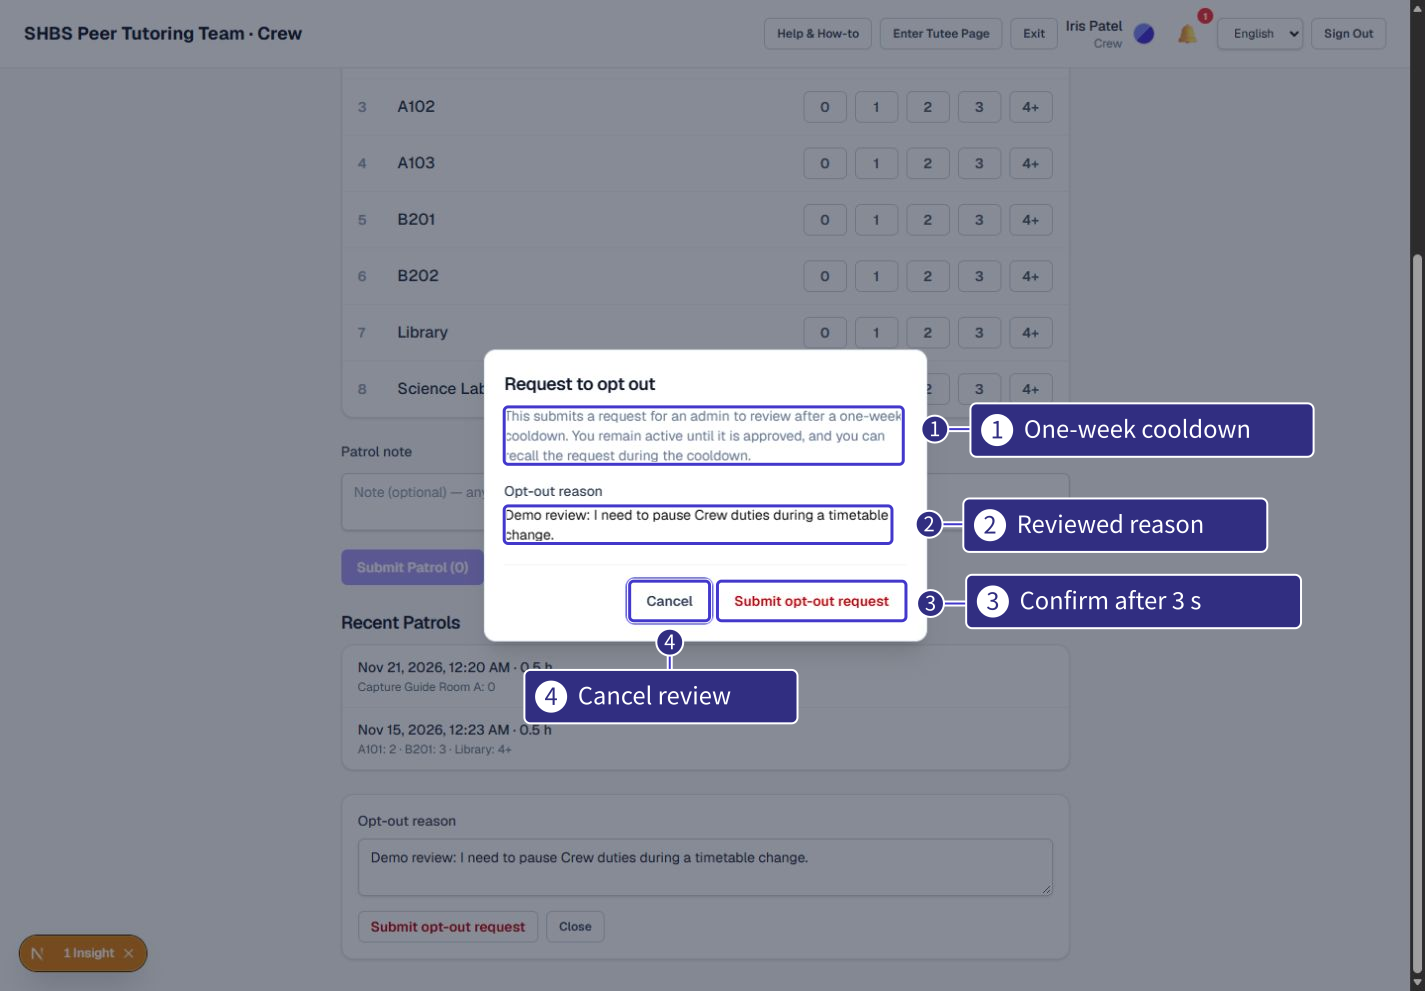 SHBS Peer Tutoring Team · Crew
Help & How-to
Enter Tutee Page
Exit
Iris Patel
Crew
1
English
Sign Out
3 A102 0 1 2 3 4+
4 A103 0 1 2 3 4+
5 B201 0 1 2 3 4+
6 B202 0 1 2 3 4+
7 Library 0 1 2 3 4+
8 Science Lab 2 3 4+
Request to opt out
This submits a request for an admin to review after a one-week
cooldown. You remain active until it is approved, and you can
recall the request during the cooldown.
1 1 One-week cooldown
Opt-out reason
Demo review: I need to pause Crew duties during a timetable
change.
2 2 Reviewed reason
Cancel
Submit opt-out request
3 3 Confirm after 3 s
4
4 Cancel review
Patrol note
Note (optional) — any
Submit Patrol (0)
Recent Patrols
Nov 21, 2026, 12:20 AM · 0.5 h
Capture Guide Room A: 0
Nov 15, 2026, 12:23 AM · 0.5 h
A101: 2 · B201: 3 · Library: 4+
Opt-out reason
Demo review: I need to pause Crew duties during a timetable change.
Submit opt-out request
Close
N 1 Insight ×